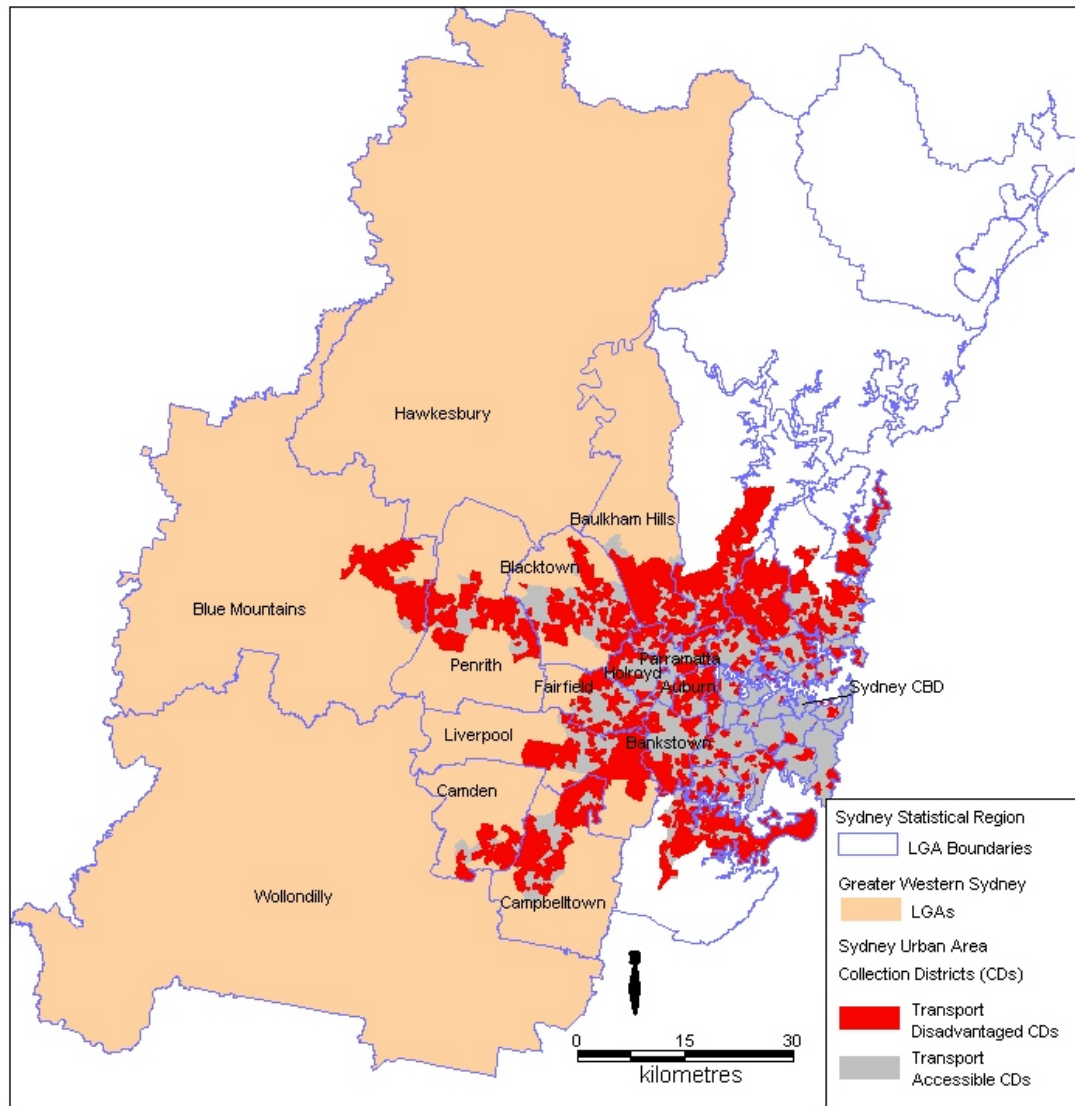 Hawkesbury
Baulkham Hills
Blacktown
Blue Mountains
Penrith
Parramatta
Holroyd
Fairfield
Auburn
Sydney CBD
Liverpool
Bankstown
Camden
Wollondilly
Campbelltown
0 15 30
kilometres
Sydney Statistical Region
LGA Boundaries
Greater Western Sydney
LGAs
Sydney Urban Area
Collection Districts (CDs)
Transport
Disadvantaged CDs
Transport
Accessible CDs